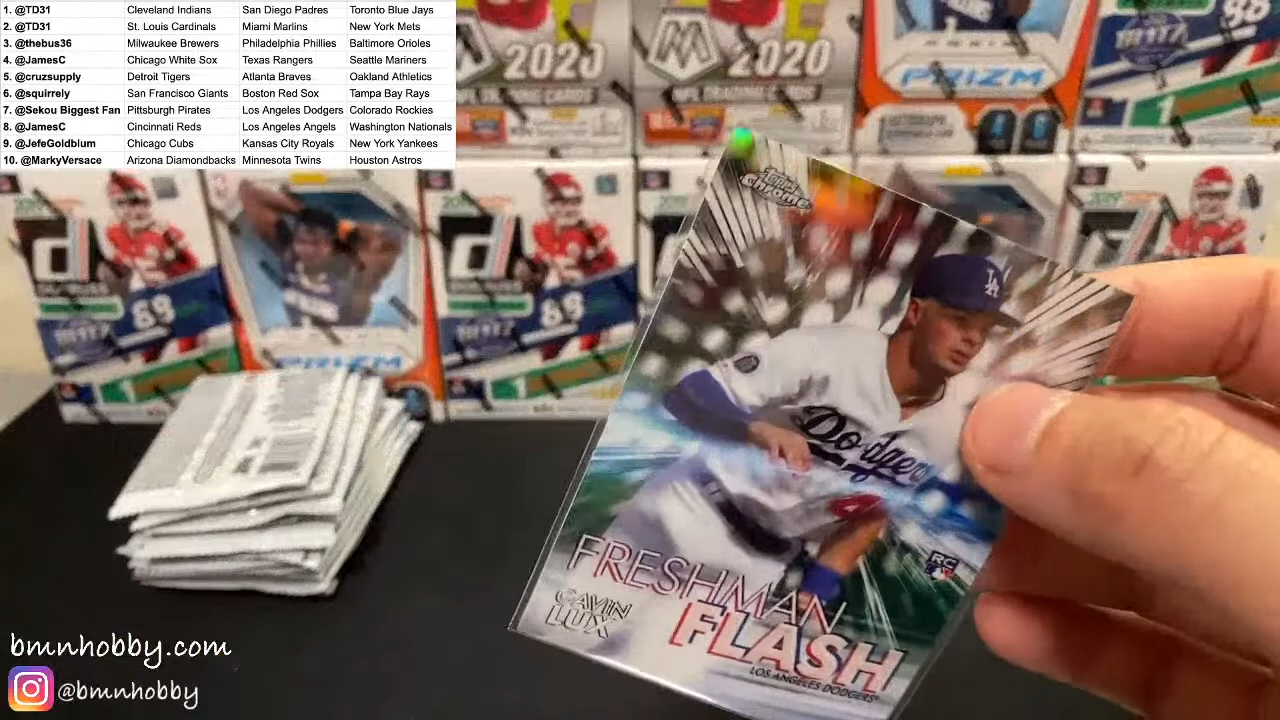 1. @TD31 Cleveland Indians San Diego Padres Toronto Blue Jays
2. @TD31 St. Louis Cardinals Miami Marlins New York Mets
3. @thebus36 Milwaukee Brewers Philadelphia Phillies Baltimore Orioles
4. @JamesC Chicago White Sox Texas Rangers Seattle Mariners
5. @cruzsupply Detroit Tigers Atlanta Braves Oakland Athletics
6. @squirrely San Francisco Giants Boston Red Sox Tampa Bay Rays
7. @Sekou Biggest Fan Pittsburgh Pirates Los Angeles Dodgers Colorado Rockies
8. @JamesC Cincinnati Reds Los Angeles Angels Washington Nationals
9. @JefeGoldblum Chicago Cubs Kansas City Royals New York Yankees
10. @MarkyVersace Arizona Diamondbacks Minnesota Twins Houston Astros
2020
2020
PRIZM
Topps
Chrome
LA
Dodgers
PRIZM
FRESHMAN
FLASH
GAVIN
LUX
RC
LOS ANGELES DODGERS
bmnhobby.com
@bmnhobby